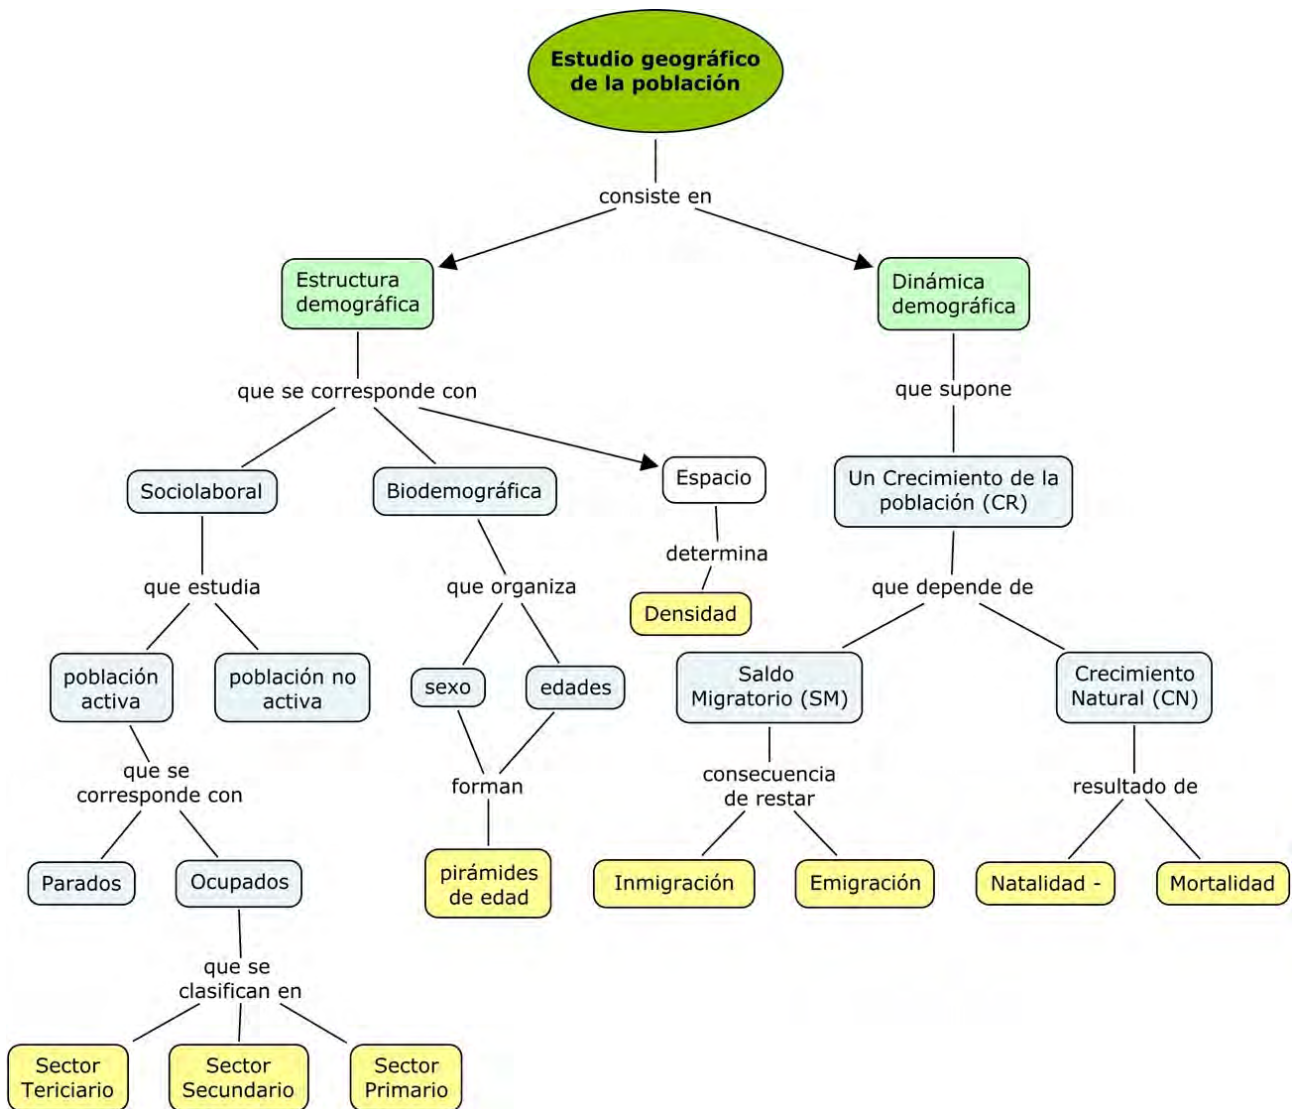 Estudio geográfico
de la población
consiste en
Estructura
demográfica
Dinámica
demográfica
que se corresponde con
que supone
Sociolaboral
Biodemográfica
Espacio
Un Crecimiento de la
población (CR)
que estudia
que organiza
determina
que depende de
Densidad
población
activa
población no
activa
sexo
edades
Saldo
Migratorio (SM)
Crecimiento
Natural (CN)
que se
corresponde con
forman
consecuencia
de restar
resultado de
Parados
Ocupados
pirámides
de edad
Inmigración
Emigración
Natalidad -
Mortalidad
que se
clasifican en
Sector
Tericiario
Sector
Secundario
Sector
Primario